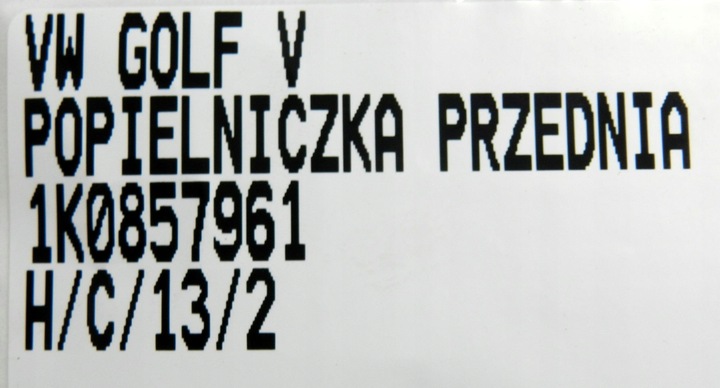 VW GOLF V
POPIELNICZKA PRZEDNIA
1K0857961
H/C/13/2